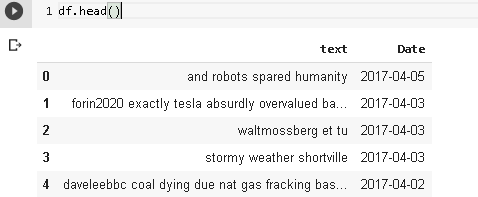 1 df.head()
text Date
0 and robots spared humanity 2017-04-05
1 forin2020 exactly tesla absurdly overvalued ba... 2017-04-03
2 waltmossberg et tu 2017-04-03
3 stormy weather shortville 2017-04-03
4 daveleebbc coal dying due nat gas fracking bas... 2017-04-02